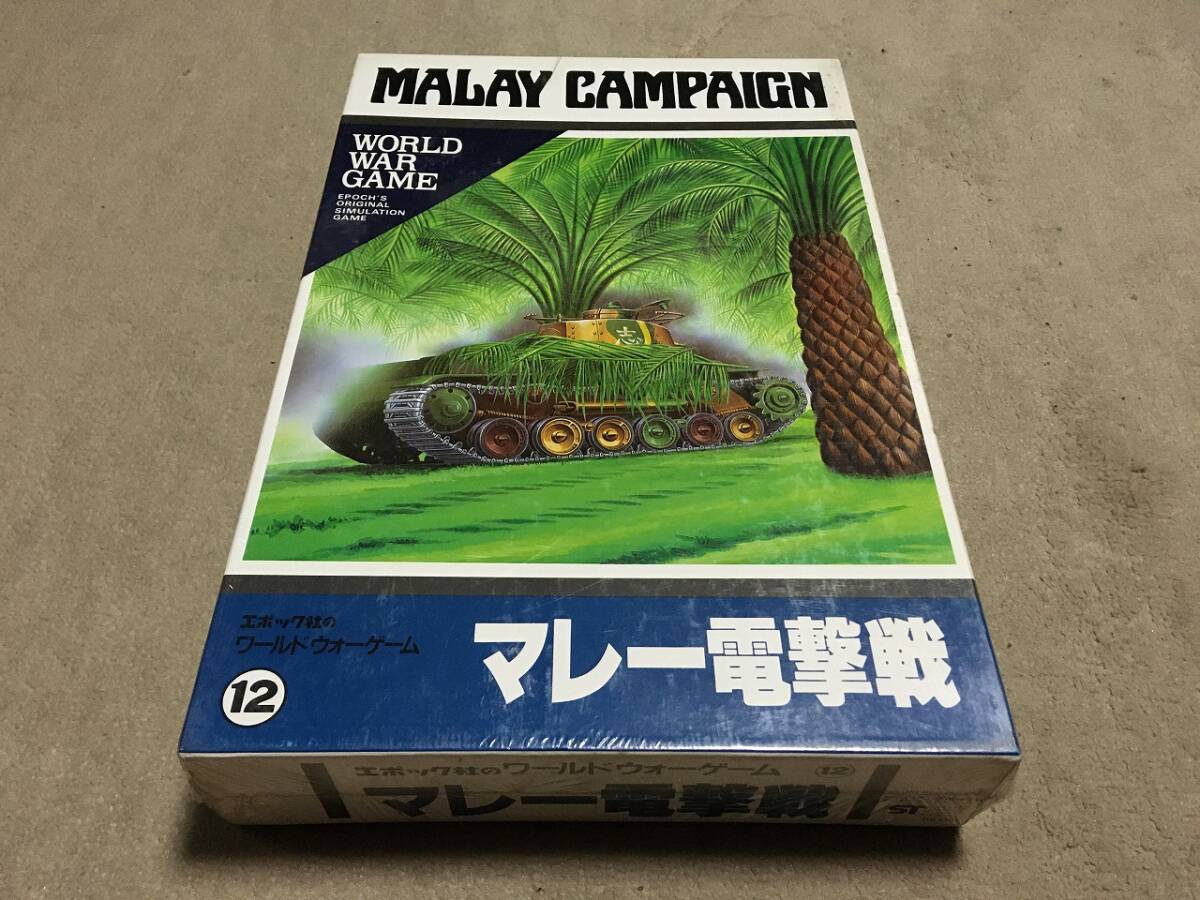 MALAY CAMPAIGN
WORLD
WAR
GAME
EPOCH'S
ORIGINAL
SIMULATION
GAME
志
エポック社の
ワールドウォーゲーム
12
マレー電撃戦
エポック社のワールドウォーゲーム 12
マレー電撃戦
ST